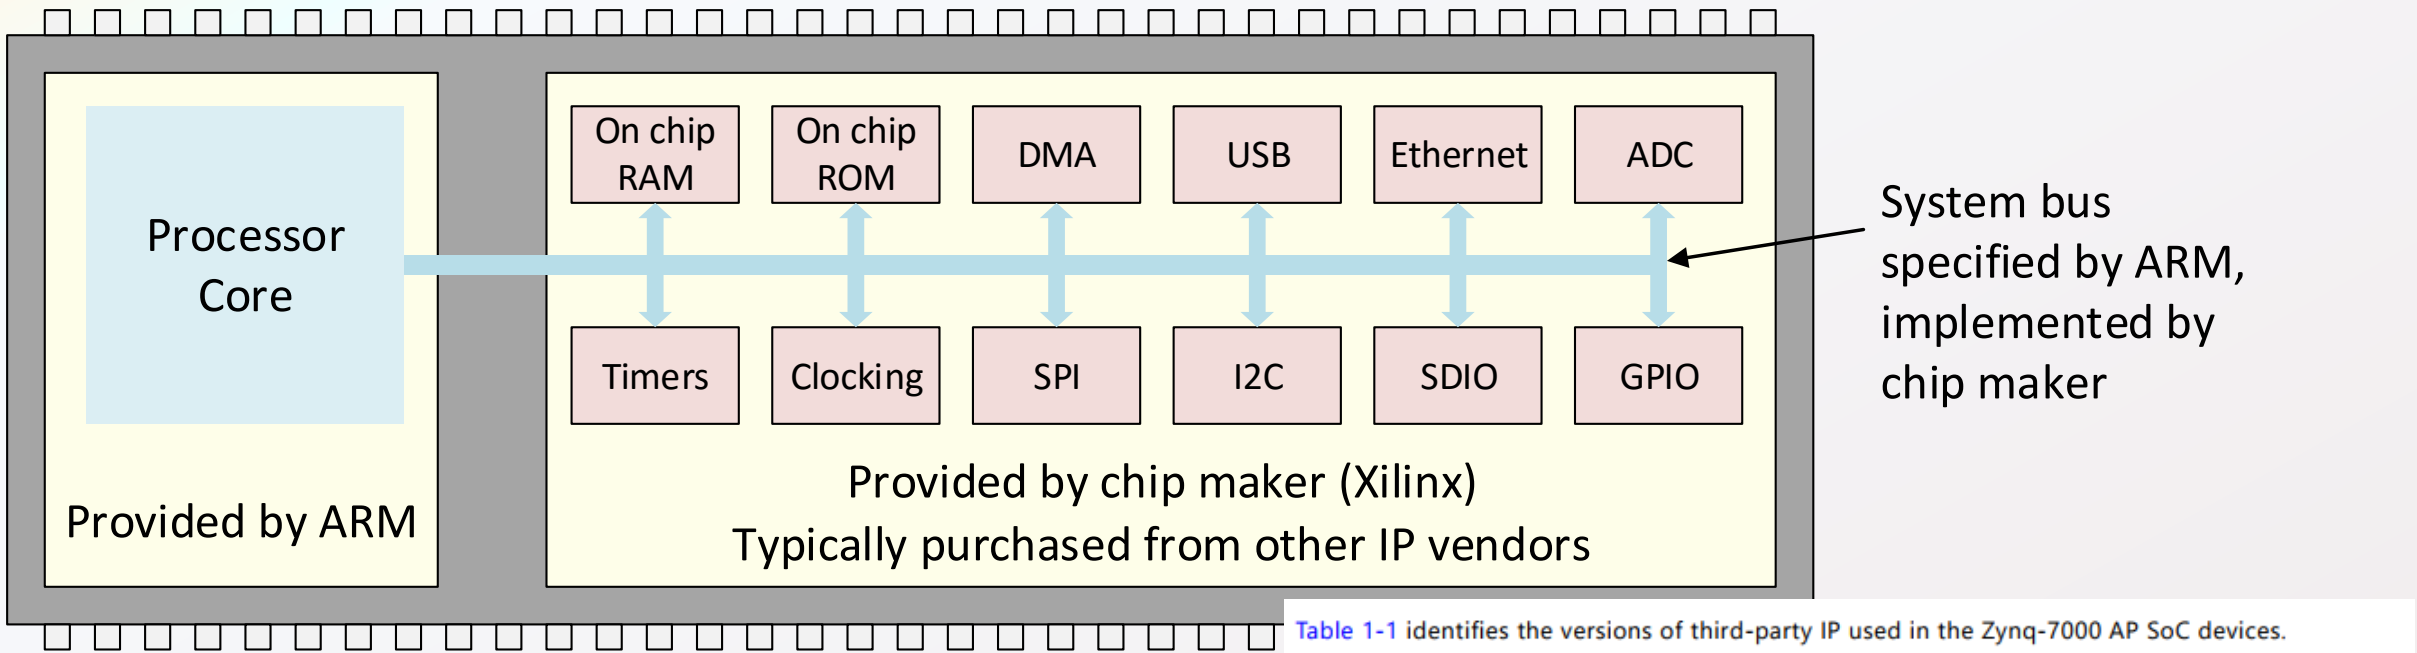 Processor
Core
Provided by ARM
On chip
RAM
On chip
ROM
DMA
USB
Ethernet
ADC
Timers
Clocking
SPI
I2C
SDIO
GPIO
Provided by chip maker (Xilinx)
Typically purchased from other IP vendors
System bus
specified by ARM,
implemented by
chip maker
Table 1-1 identifies the versions of third-party IP used in the Zynq-7000 AP SoC devices.